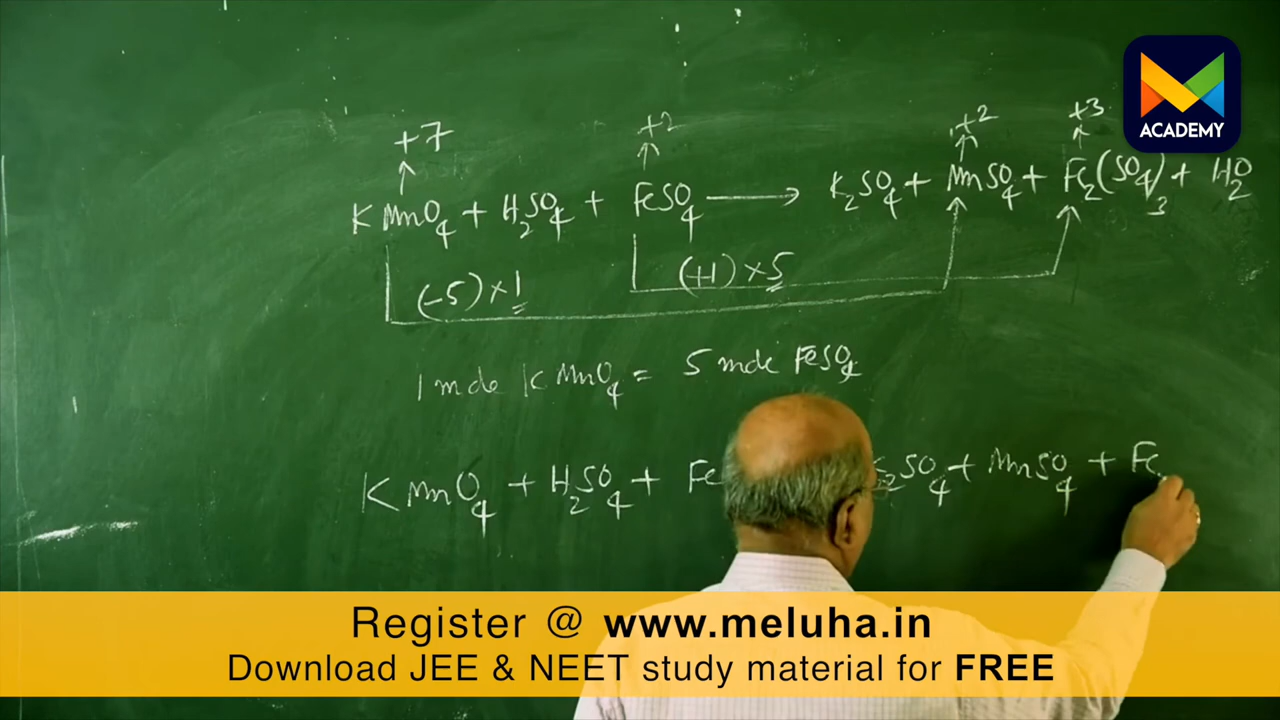 ACADEMY
+7 +2 +2 +3
KMnO4 + H2SO4 + FeSO4 → K2SO4 + MnSO4 + Fe2(SO4)3 + H2O
(-5) × 1 (+1) × 5
1 mole KMnO4 = 5 mole FeSO4
KMnO4 + H2SO4 + Fe 2SO4 + MnSO4 + Fe
Register @ www.meluha.in
Download JEE & NEET study material for FREE